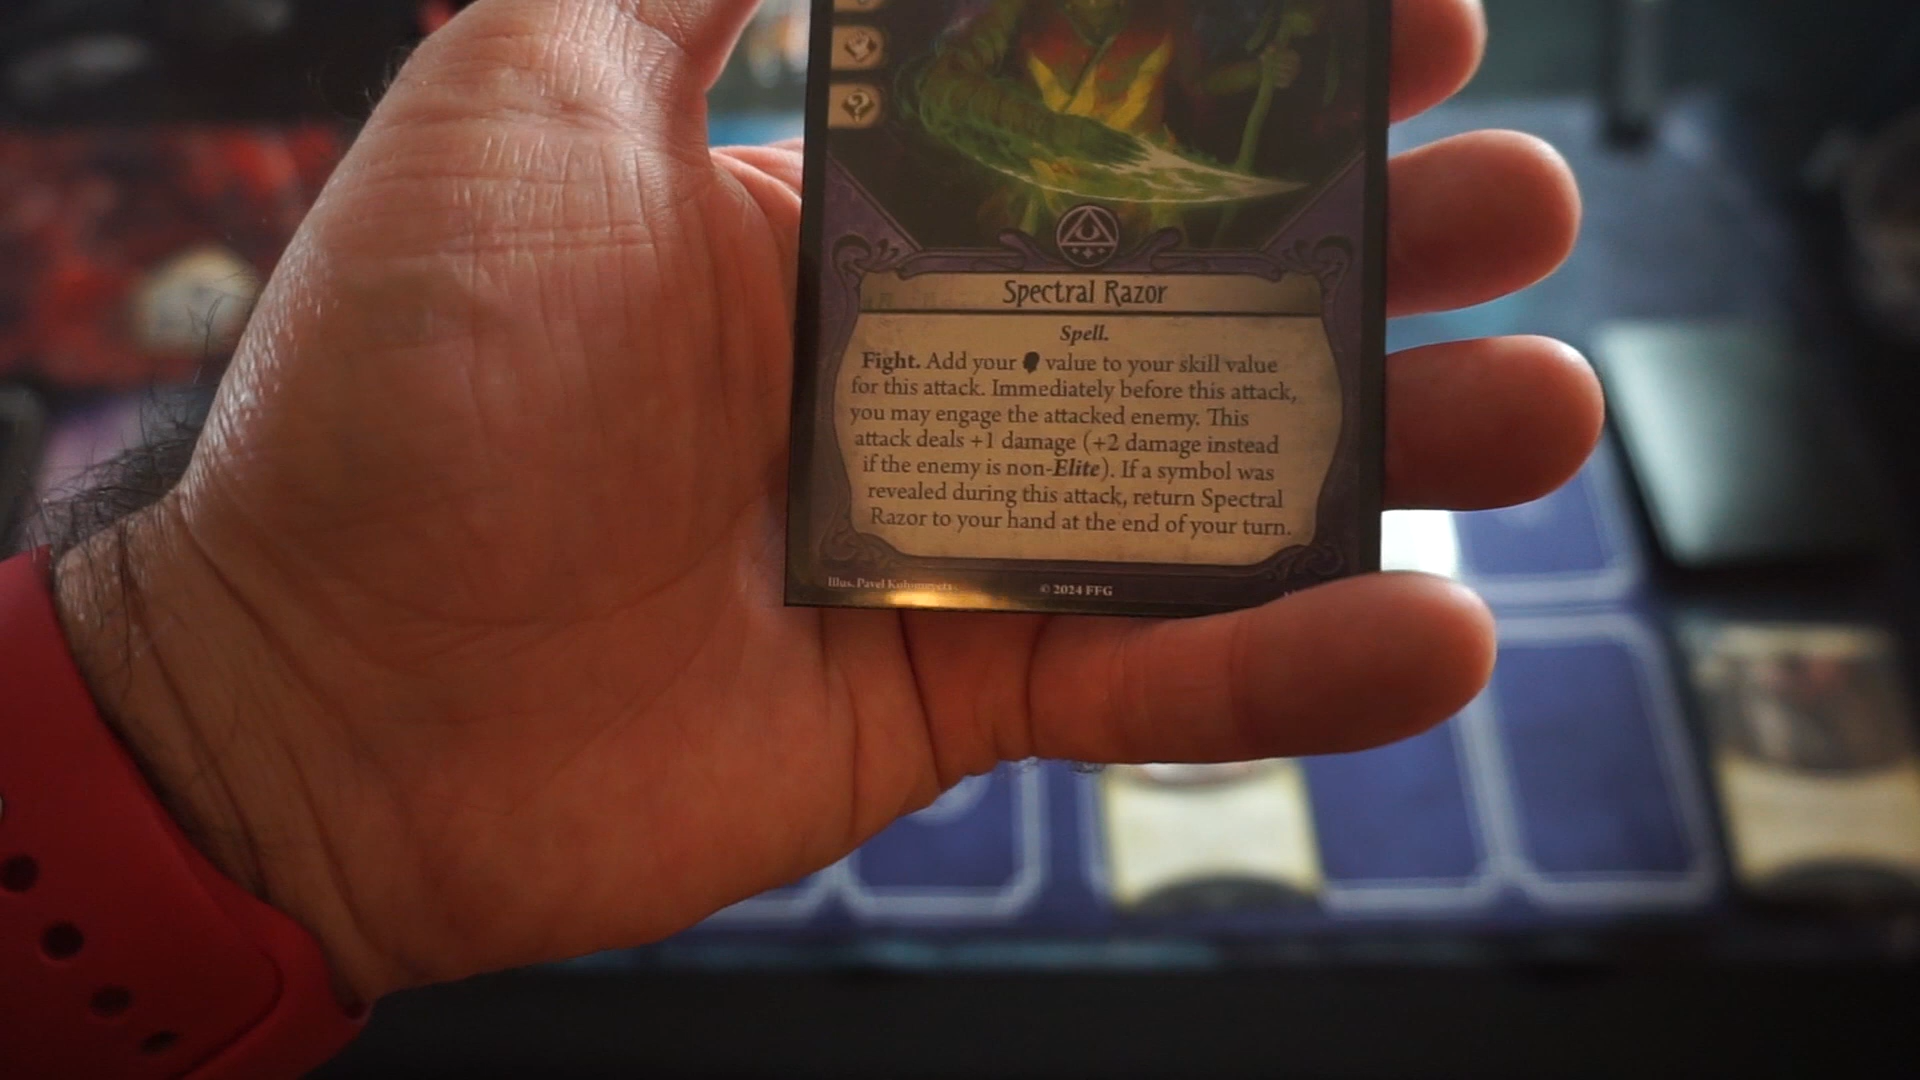 Spectral Razor
Spell.
Fight. Add your value to your skill value
for this attack. Immediately before this attack,
you may engage the attacked enemy. This
attack deals +1 damage (+2 damage instead
if the enemy is non-Elite). If a symbol was
revealed during this attack, return Spectral
Razor to your hand at the end of your turn.
Illus. Pavel Kolomeyets
© 2024 FFG